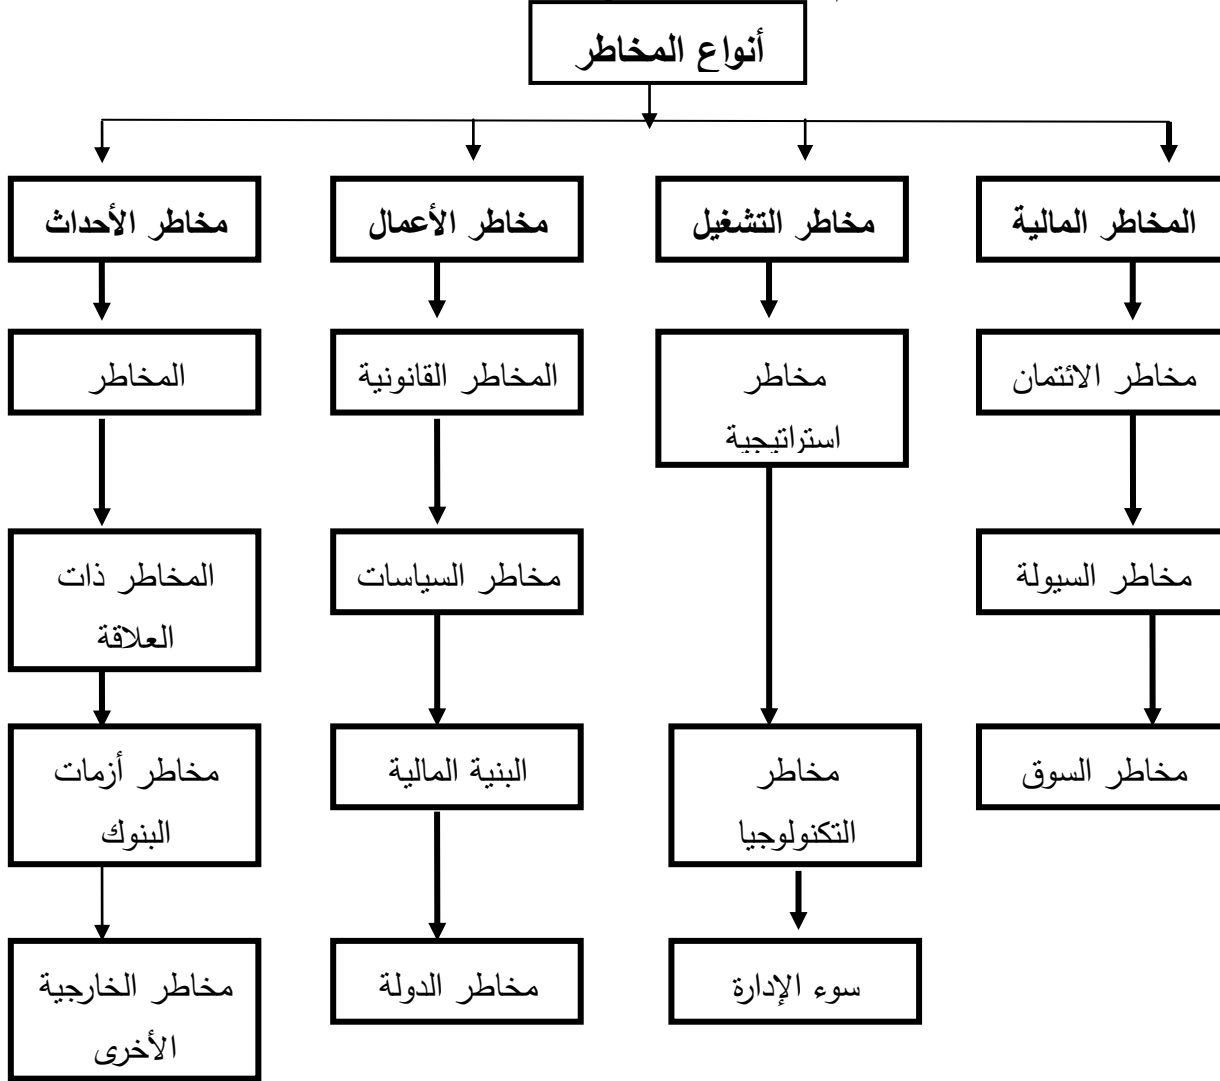 أنواع المخاطر
المخاطر المالية
مخاطر التشغيل
مخاطر الأعمال
مخاطر الأحداث
مخاطر الائتمان
مخاطر
استراتيجية
المخاطر القانونية
المخاطر
مخاطر السيولة
مخاطر السياسات
المخاطر ذات
العلاقة
مخاطر السوق
مخاطر
التكنولوجيا
البنية المالية
مخاطر أزمات
البنوك
سوء الإدارة
مخاطر الدولة
مخاطر الخارجية
الأخرى